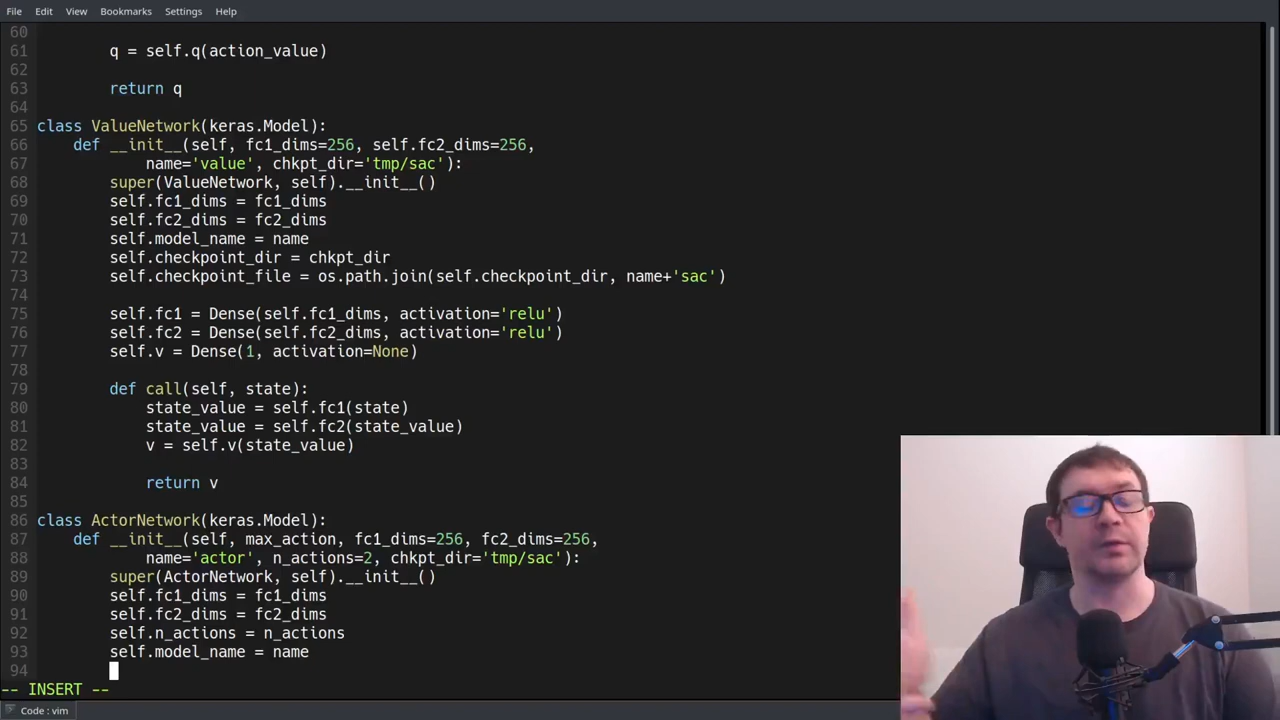 File Edit View Bookmarks Settings Help
60
61 q = self.q(action_value)
62
63 return q
64
65 class ValueNetwork(keras.Model):
66 def __init__(self, fc1_dims=256, self.fc2_dims=256,
67 name='value', chkpt_dir='tmp/sac'):
68 super(ValueNetwork, self).__init__()
69 self.fc1_dims = fc1_dims
70 self.fc2_dims = fc2_dims
71 self.model_name = name
72 self.checkpoint_dir = chkpt_dir
73 self.checkpoint_file = os.path.join(self.checkpoint_dir, name+'sac')
74
75 self.fc1 = Dense(self.fc1_dims, activation='relu')
76 self.fc2 = Dense(self.fc2_dims, activation='relu')
77 self.v = Dense(1, activation=None)
78
79 def call(self, state):
80 state_value = self.fc1(state)
81 state_value = self.fc2(state_value)
82 v = self.v(state_value)
83
84 return v
85
86 class ActorNetwork(keras.Model):
87 def __init__(self, max_action, fc1_dims=256, fc2_dims=256,
88 name='actor', n_actions=2, chkpt_dir='tmp/sac'):
89 super(ActorNetwork, self).__init__()
90 self.fc1_dims = fc1_dims
91 self.fc2_dims = fc2_dims
92 self.n_actions = n_actions
93 self.model_name = name
94
-- INSERT --
Code : vim